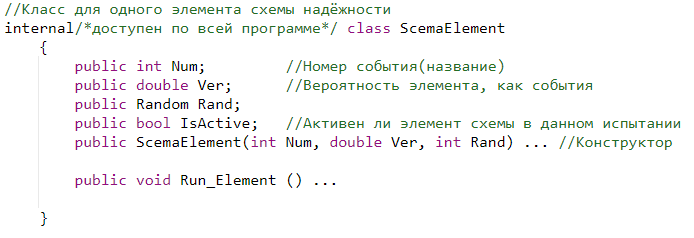 //Класс для одного элемента схемы надёжности
internal/*доступен по всей программе*/ class ScemaElement
{
public int Num; //Номер события(название)
public double Ver; //Вероятность элемента, как события
public Random Rand;
public bool IsActive; //Активен ли элемент схемы в данном испытании
public ScemaElement(int Num, double Ver, int Rand) ... //Конструктор
public void Run_Element () ...
}